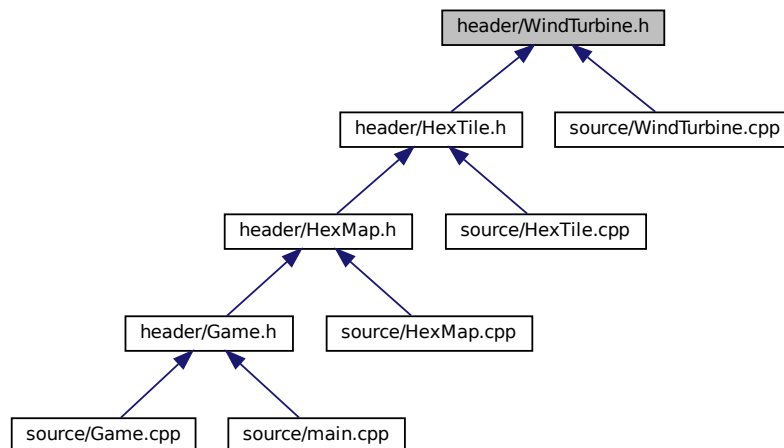 header/WindTurbine.h
header/HexTile.h
source/WindTurbine.cpp
header/HexMap.h
source/HexTile.cpp
header/Game.h
source/HexMap.cpp
source/Game.cpp
source/main.cpp